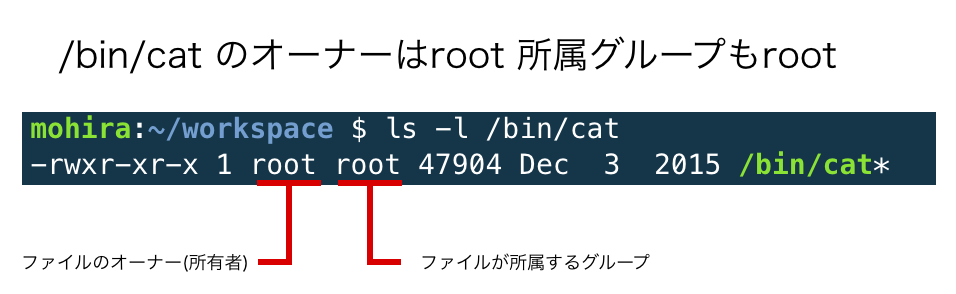 /bin/cat のオーナーはroot 所属グループもroot
mohira:~/workspace $ ls -l /bin/cat
-rwxr-xr-x 1 root root 47904 Dec  3  2015 /bin/cat*
ファイルのオーナー(所有者)
ファイルが所属するグループ